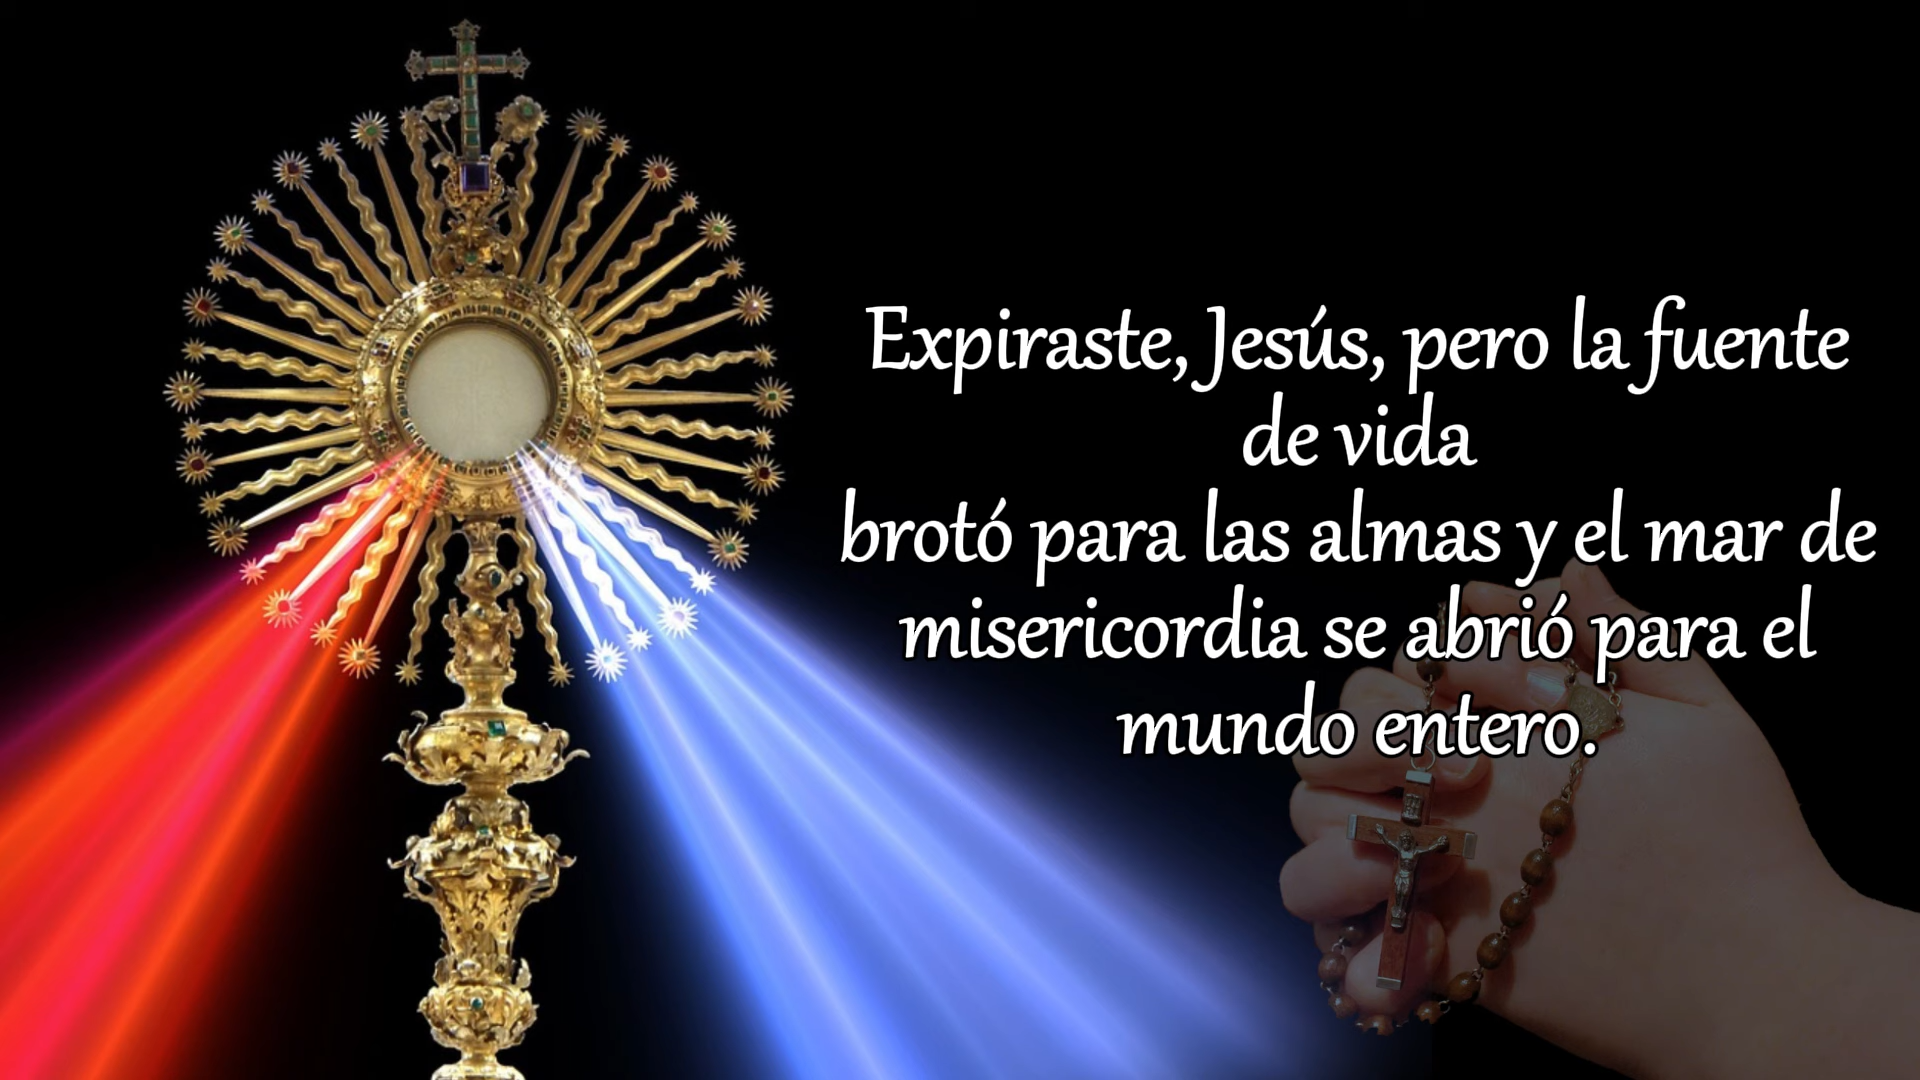 Expiraste, Jesús, pero la fuente
de vida
brotó para las almas y el mar de
misericordia se abrió para el
mundo entero.